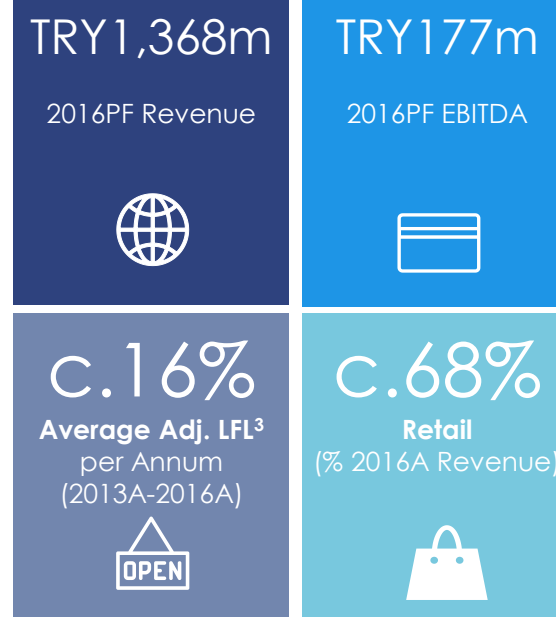 TRY1,368m
2016PF Revenue
TRY177m
2016PF EBITDA
c.16%
Average Adj. LFL³
per Annum
(2013A-2016A)
OPEN
c.68%
Retail
(% 2016A Revenue)